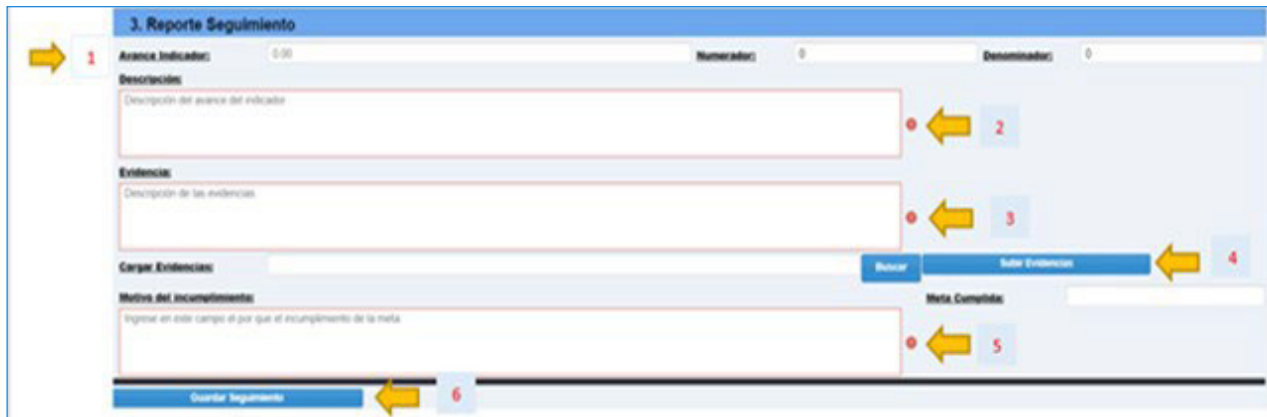 3. Reporte Seguimiento
1 Avance Indicador: 0.00 Numerador: 0 Denominador: 0
Descripción:
Descripción del avance del indicador
2
Evidencia:
Descripción de las evidencias
3
Cargar Evidencias: Buscar Subir Evidencias 4
Motivo del incumplimiento: Meta Cumplida:
Ingrese en este campo el por que el incumplimiento de la meta
5
Guardar Seguimiento 6